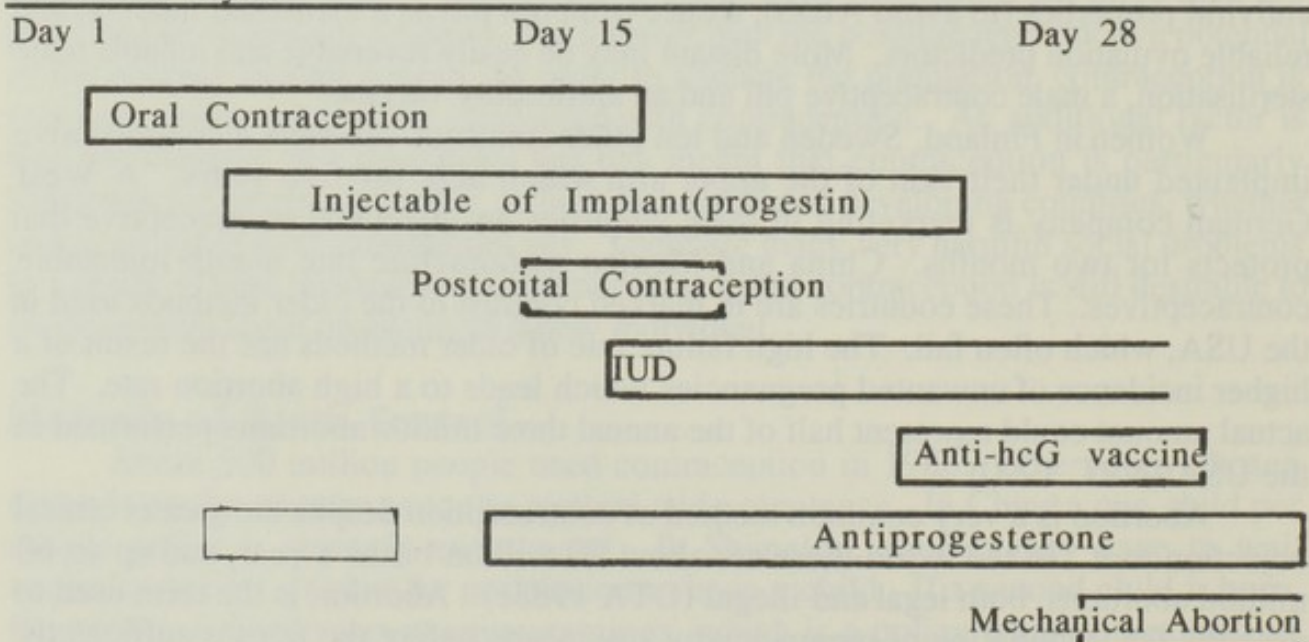 Day 1 Day 15 Day 28
Oral Contraception
Injectable of Implant(progestin)
Postcoital Contraception
IUD
Anti-hcG vaccine
Antiprogesterone
Mechanical Abortion